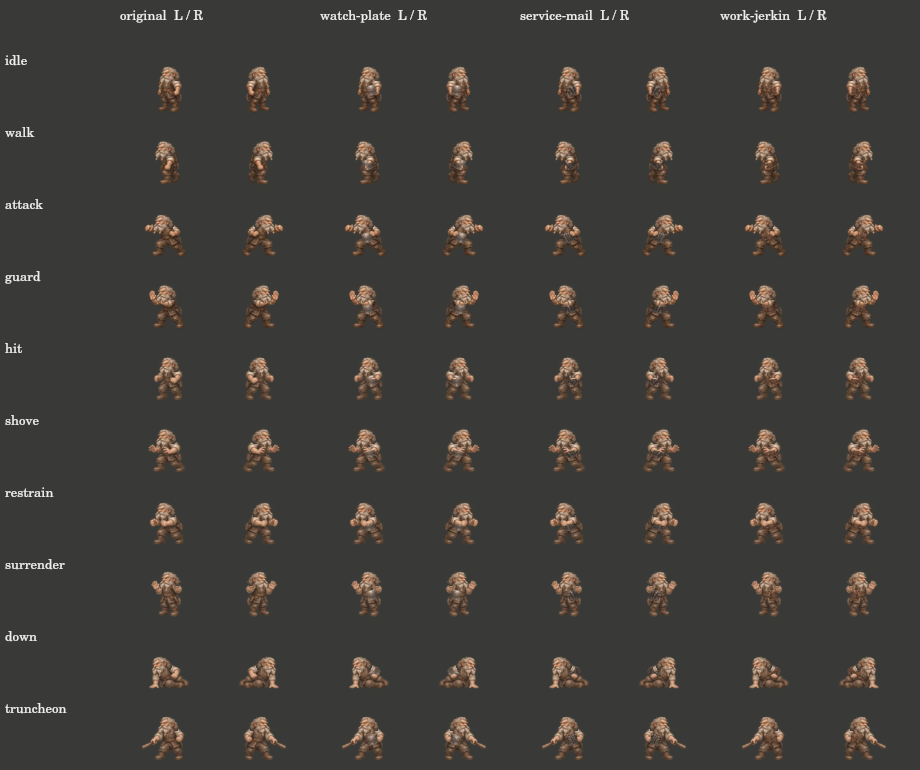 original L / R watch-plate L / R service-mail L / R work-jerkin L / R
idle
walk
attack
guard
hit
shove
restrain
surrender
down
truncheon